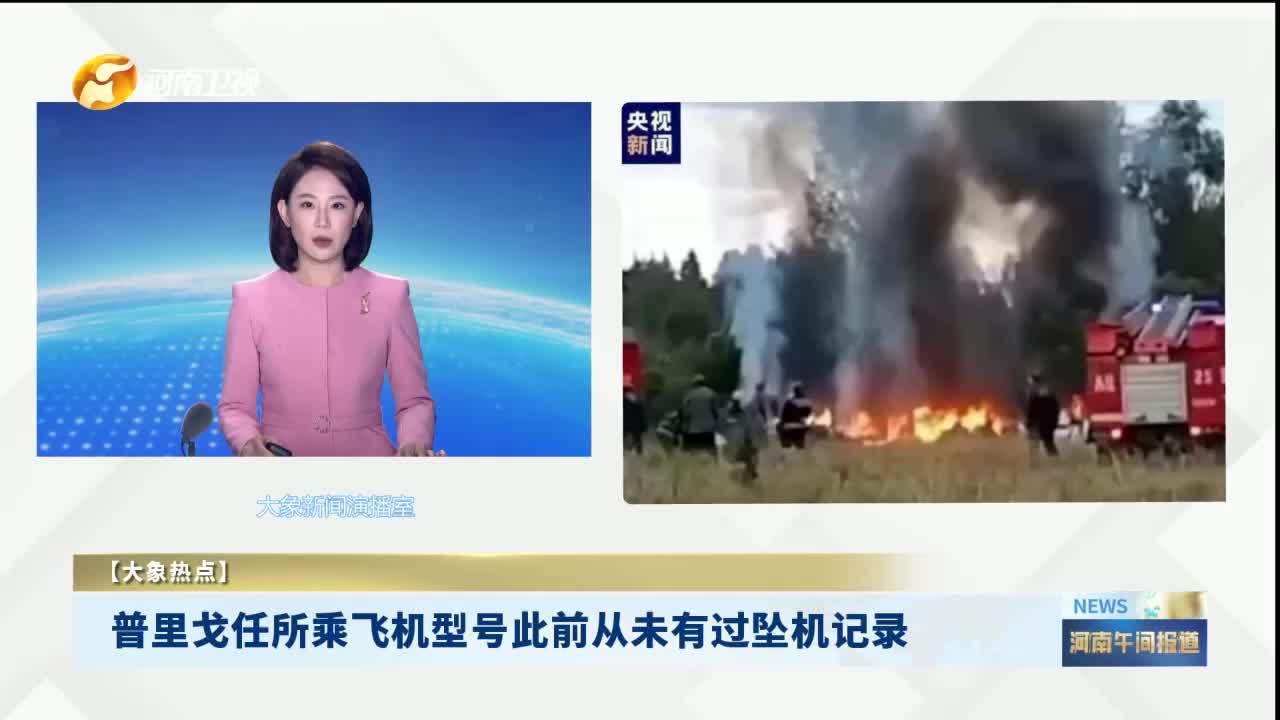 河南卫视
央视
新闻
大象新闻演播室
【大象热点】
普里戈任所乘飞机型号此前从未有过坠机记录
NEWS
河南午间报道